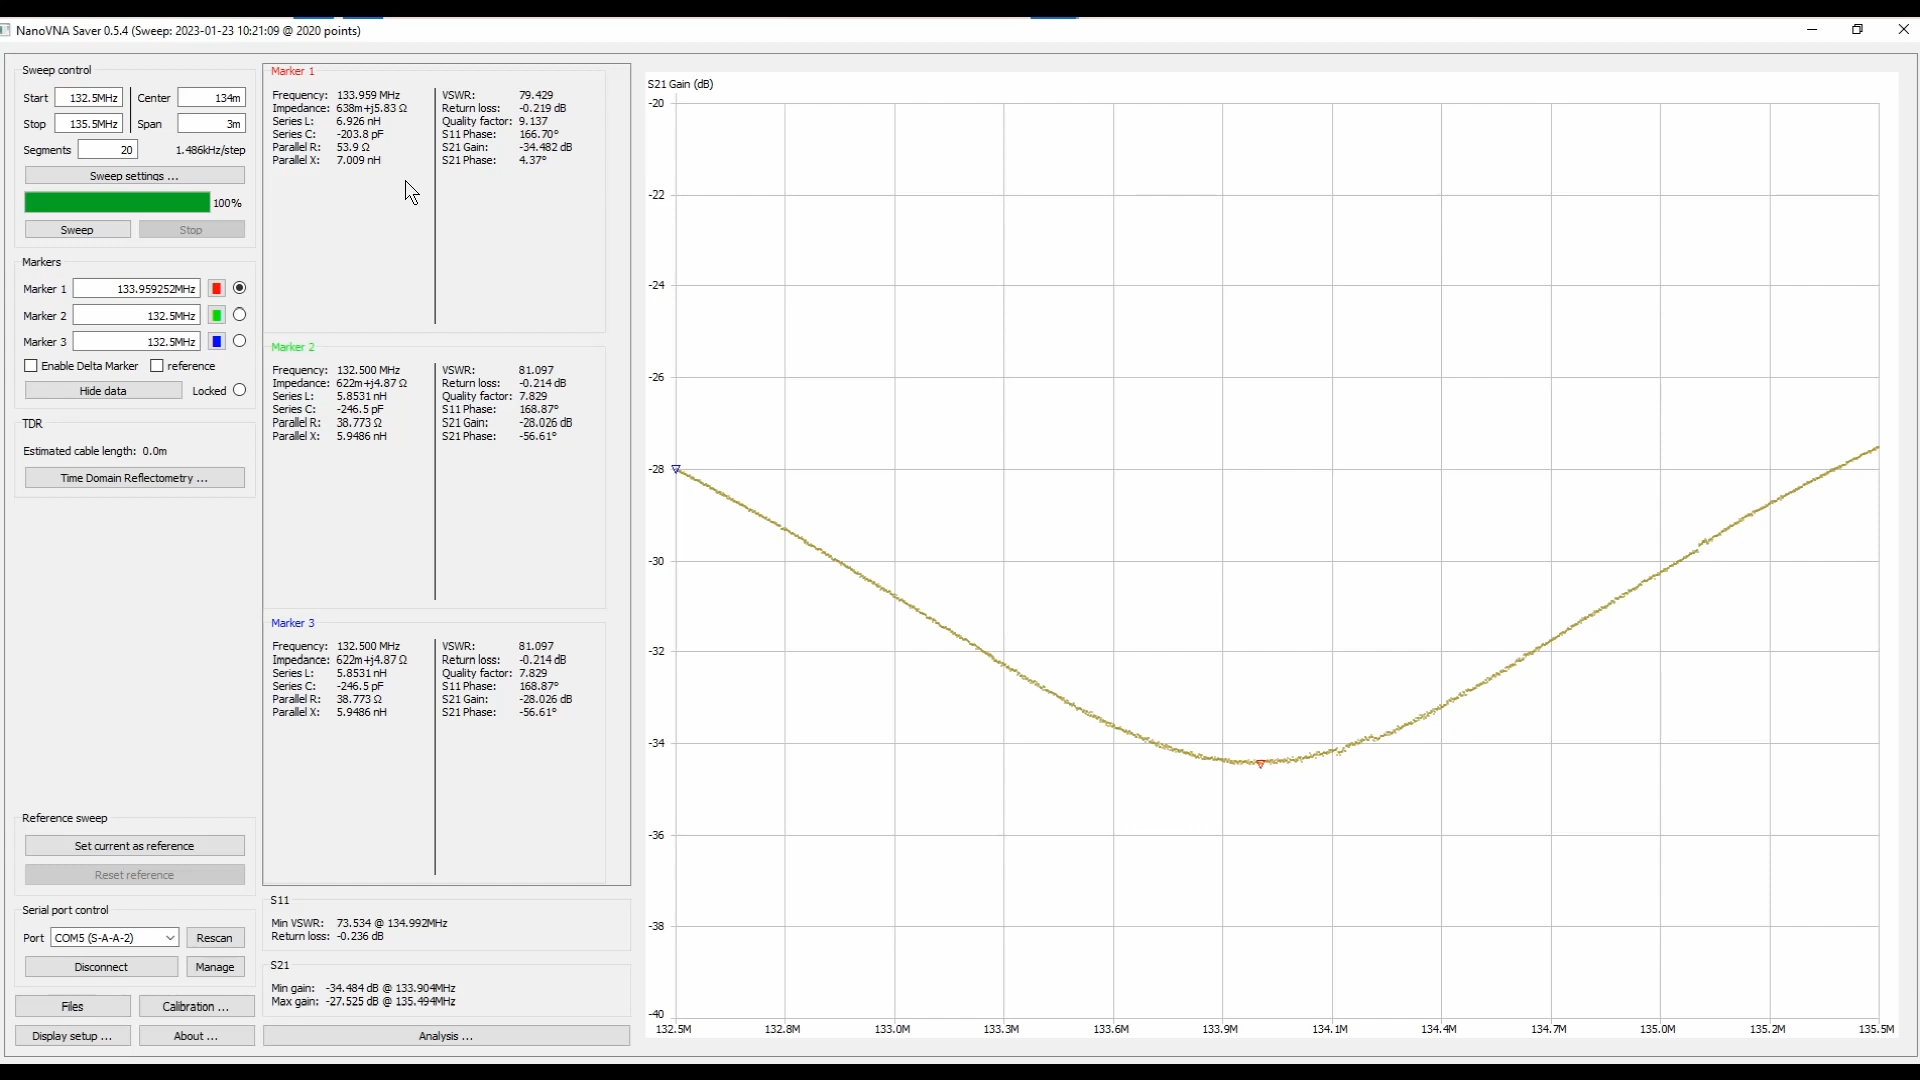 NanoVNA Saver 0.5.4 (Sweep: 2023-01-23 10:21:09 @ 2020 points)
Sweep control
Start 132.5MHz Center 134m
Stop 135.5MHz Span 3m
Segments 20 1.486kHz/step
Sweep settings ...
100%
Sweep Stop
Markers
Marker 1 133.959252MHz
Marker 2 132.5MHz
Marker 3 132.5MHz
Enable Delta Marker reference
Hide data Locked
TDR
Estimated cable length: 0.0m
Time Domain Reflectometry ...
Reference sweep
Set current as reference
Reset reference
Serial port control
Port COM5 (S-A-A-2) Rescan
Disconnect Manage
Files Calibration ...
Display setup ... About ...
Marker 1
Frequency: 133.959 MHz
Impedance: 638m+j5.83 Ω
Series L: 6.926 nH
Series C: -203.8 pF
Parallel R: 53.9 Ω
Parallel X: 7.009 nH
VSWR: 79.429
Return loss: -0.219 dB
Quality factor: 9.137
S11 Phase: 166.70°
S21 Gain: -34.482 dB
S21 Phase: 4.37°
Marker 2
Frequency: 132.500 MHz
Impedance: 622m+j4.87 Ω
Series L: 5.8531 nH
Series C: -246.5 pF
Parallel R: 38.773 Ω
Parallel X: 5.9486 nH
VSWR: 81.097
Return loss: -0.214 dB
Quality factor: 7.829
S11 Phase: 168.87°
S21 Gain: -28.026 dB
S21 Phase: -56.61°
Marker 3
Frequency: 132.500 MHz
Impedance: 622m+j4.87 Ω
Series L: 5.8531 nH
Series C: -246.5 pF
Parallel R: 38.773 Ω
Parallel X: 5.9486 nH
VSWR: 81.097
Return loss: -0.214 dB
Quality factor: 7.829
S11 Phase: 168.87°
S21 Gain: -28.026 dB
S21 Phase: -56.61°
S11
Min VSWR: 73.534 @ 134.992MHz
Return loss: -0.236 dB
S21
Min gain: -34.484 dB @ 133.904MHz
Max gain: -27.525 dB @ 135.494MHz
Analysis ...
S21 Gain (dB)
-20
-22
-24
-26
-28
-30
-32
-34
-36
-38
-40
132.5M 132.8M 133.0M 133.3M 133.6M 133.9M 134.1M 134.4M 134.7M 135.0M 135.2M 135.5M